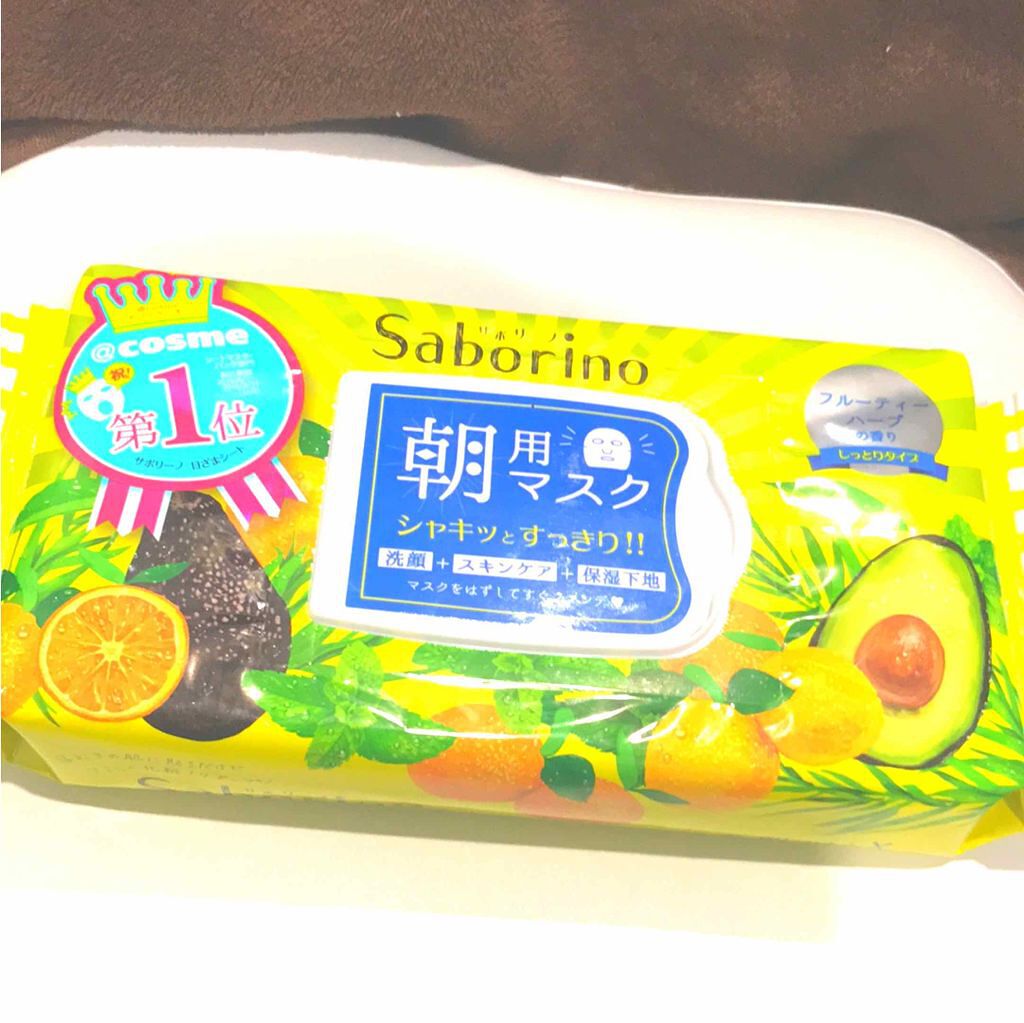 @cosme
祝!
第1位
サボリーノ 目ざまシート
サボリーノ
Saborino
朝用マスク
シャキッとすっきり!!
洗顔+スキンケア+保湿下地
マスクをはずしてすぐ
フルーティー
ハーブ
の香り
しっとりタイプ